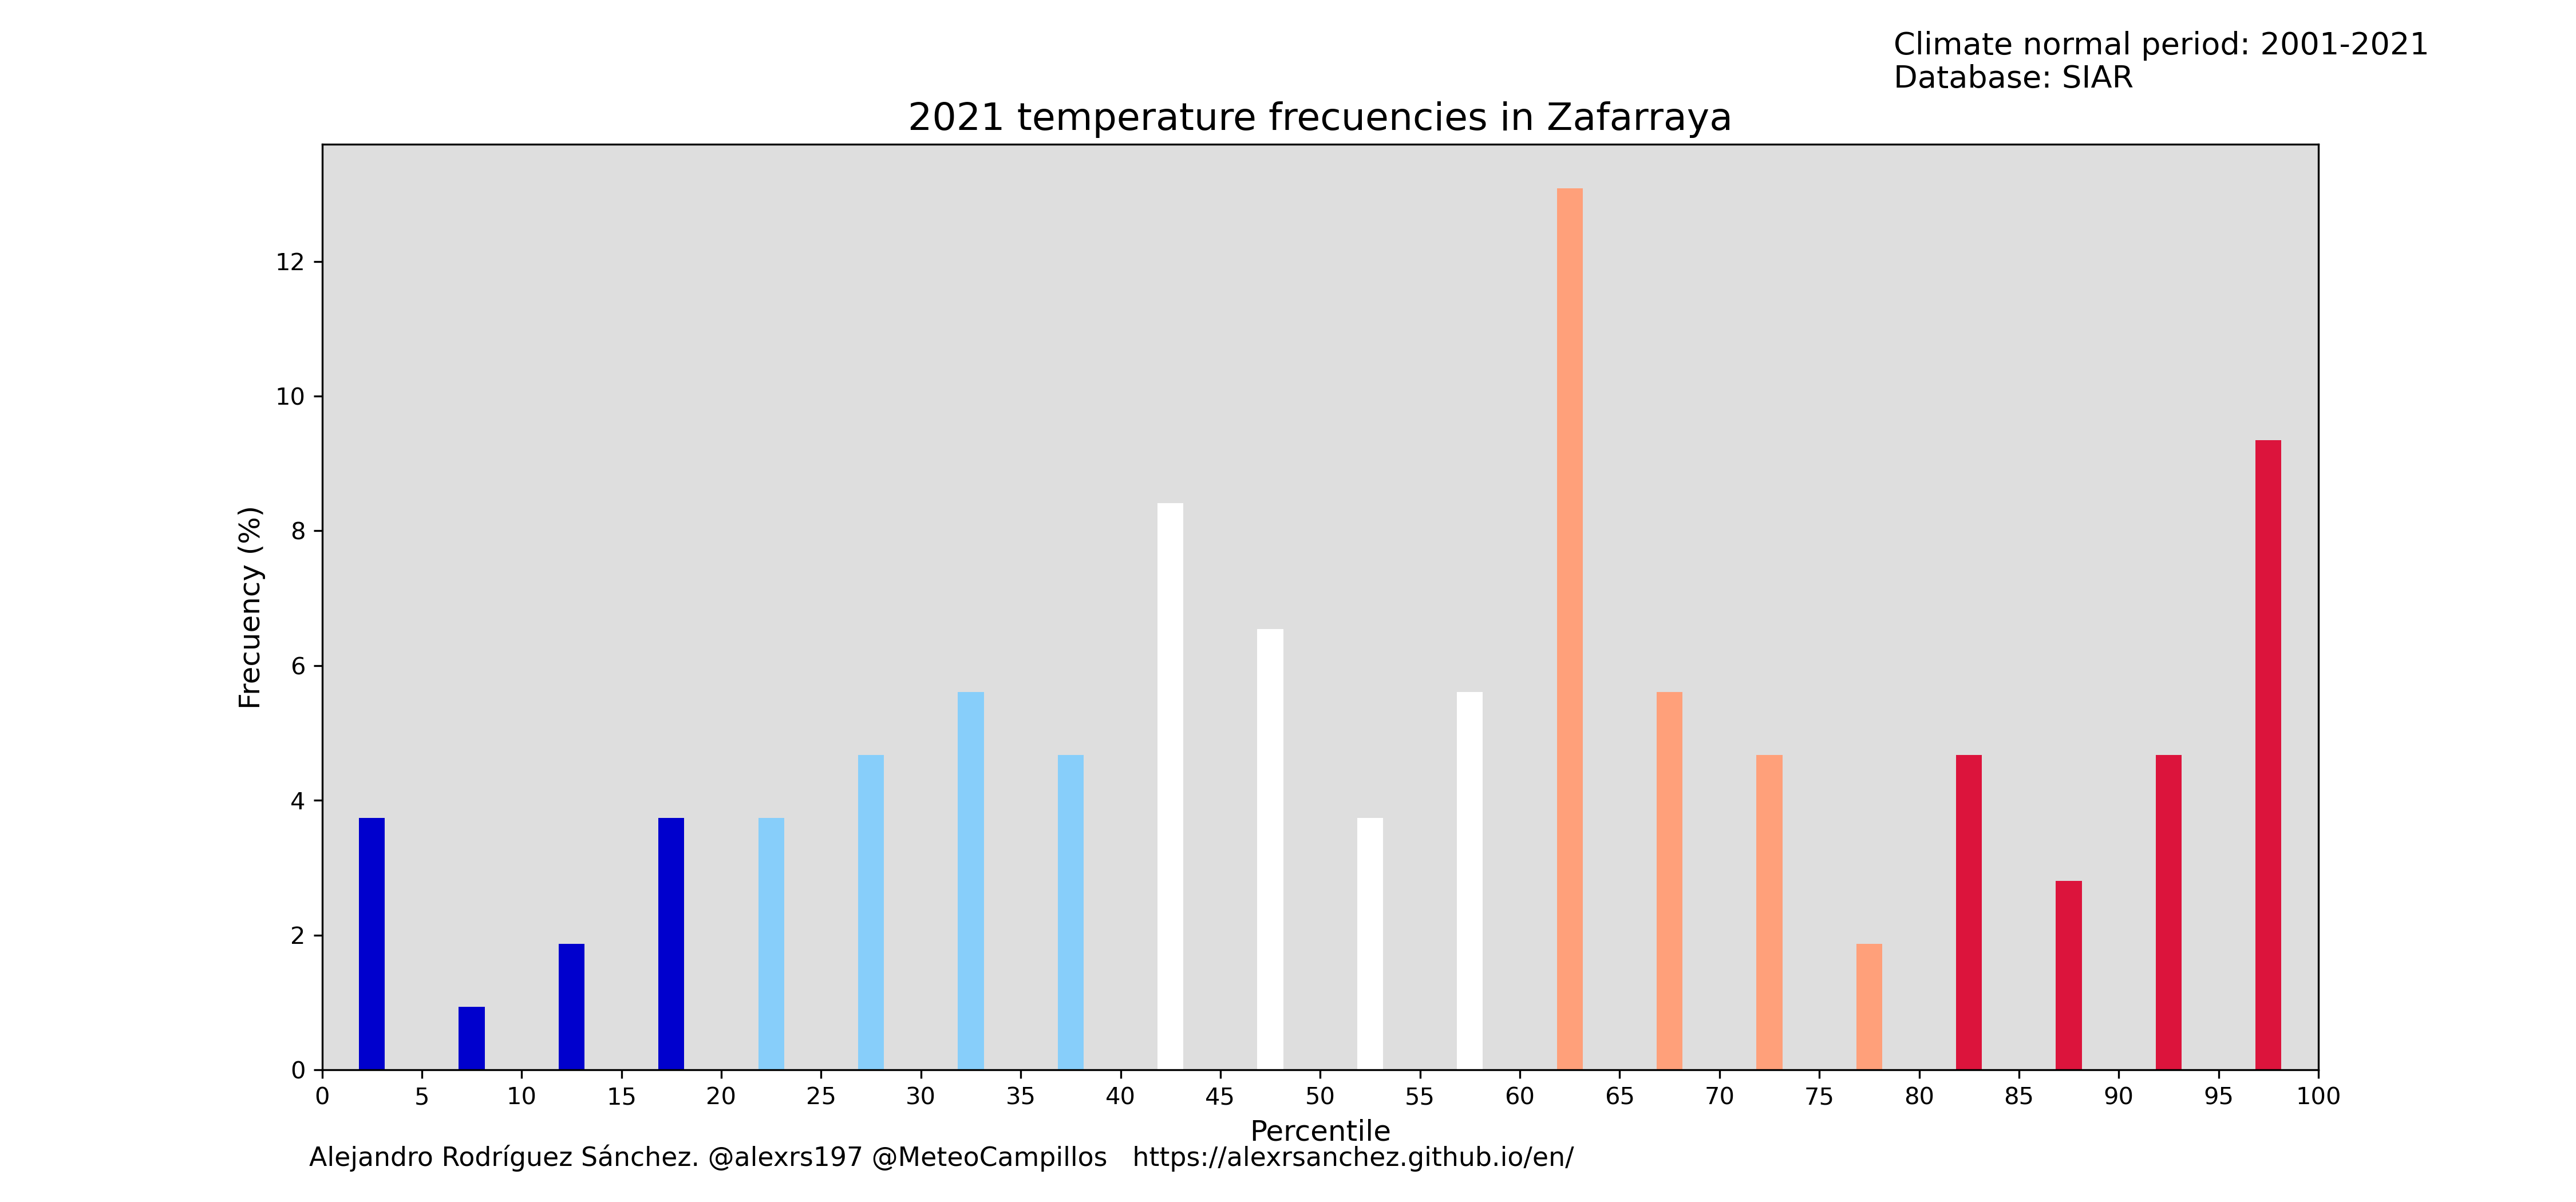 Climate normal period: 2001-2021
Database: SIAR
2021 temperature frecuencies in Zafarraya
12
10
8
6
4
2
0
Frecuency (%)
0 5 10 15 20 25 30 35 40 45 50 55 60 65 70 75 80 85 90 95 100
Percentile
Alejandro Rodríguez Sánchez. @alexrs197 @MeteoCampillos https://alexrsanchez.github.io/en/